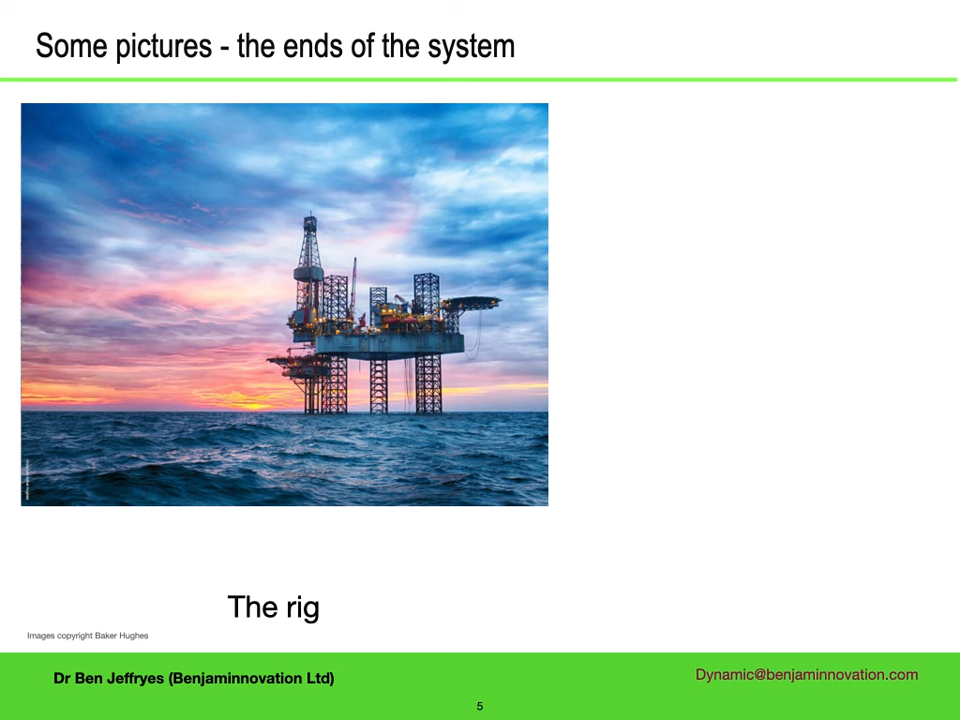 Some pictures - the ends of the system
The rig
Images copyright Baker Hughes
Dr Ben Jeffryes (Benjaminnovation Ltd)
Dynamic@benjaminnovation.com
5